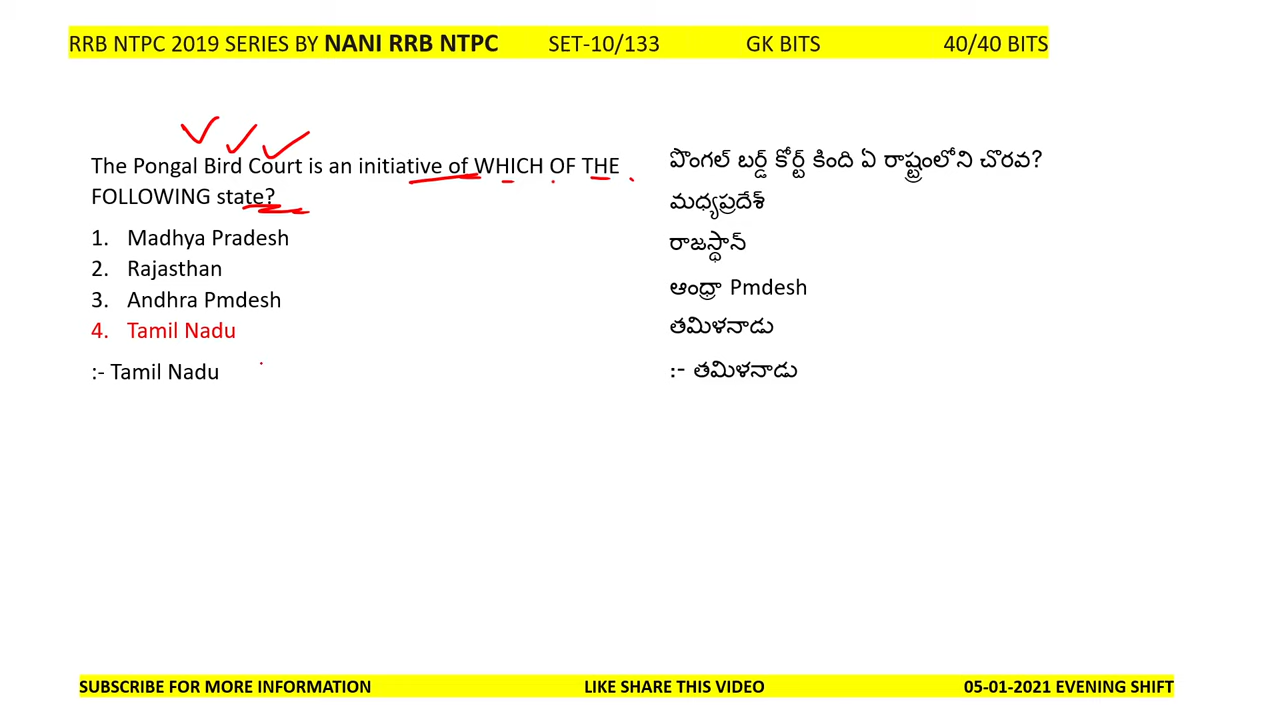 RRB NTPC 2019 SERIES BY NANI RRB NTPC SET-10/133 GK BITS 40/40 BITS
The Pongal Bird Court is an initiative of WHICH OF THE
FOLLOWING state?
1. Madhya Pradesh
2. Rajasthan
3. Andhra Pmdesh
4. Tamil Nadu
:- Tamil Nadu
పొంగల్ బర్డ్ కోర్ట్ కింది ఏ రాష్ట్రంలోని చొరవ?
మధ్యప్రదేశ్
రాజస్థాన్
ఆంధ్రా Pmdesh
తమిళనాడు
:- తమిళనాడు
SUBSCRIBE FOR MORE INFORMATION LIKE SHARE THIS VIDEO 05-01-2021 EVENING SHIFT